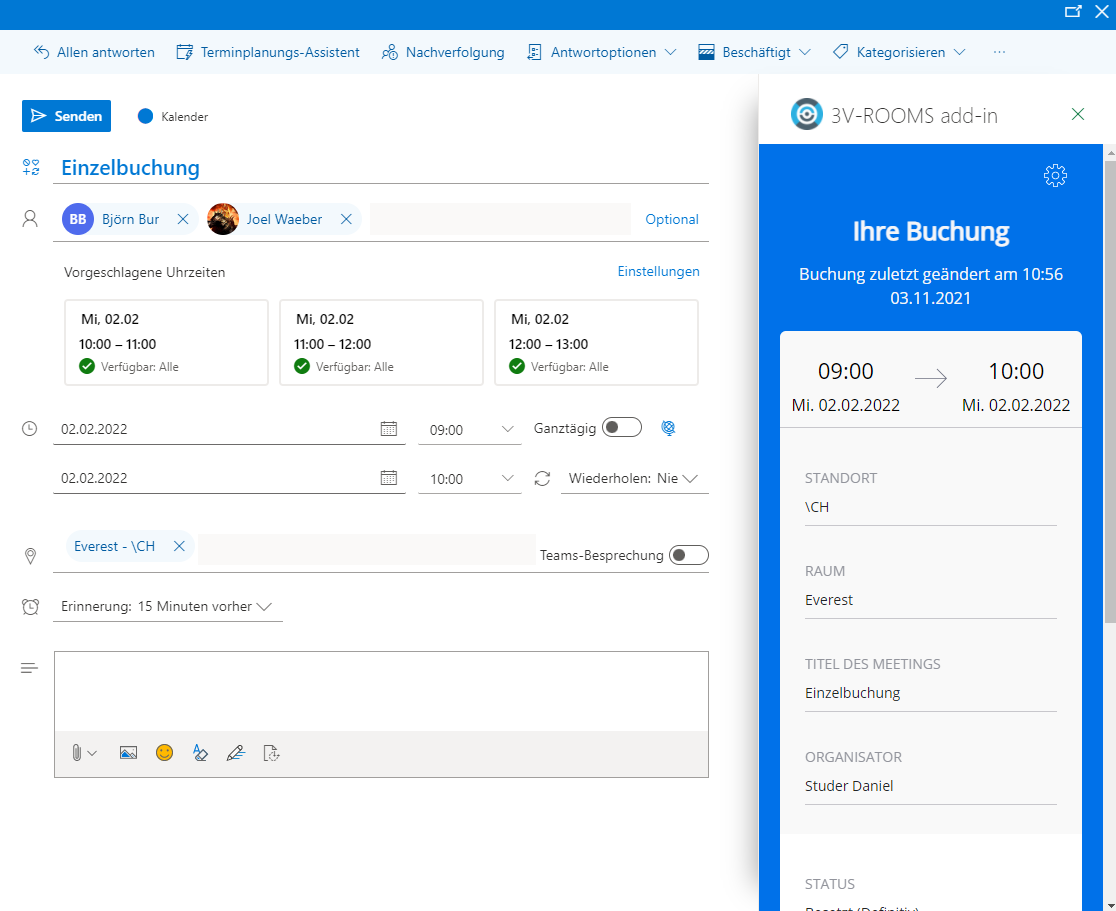 Allen antworten Terminplanungs-Assistent Nachverfolgung Antwortoptionen Beschäftigt Kategorisieren ...
Senden Kalender
Einzelbuchung
BB Björn Bur Joel Waeber Optional
Vorgeschlagene Uhrzeiten Einstellungen
Mi, 02.02 Mi, 02.02 Mi, 02.02
10:00 – 11:00 11:00 – 12:00 12:00 – 13:00
Verfügbar: Alle Verfügbar: Alle Verfügbar: Alle
02.02.2022 09:00 Ganztägig
02.02.2022 10:00 Wiederholen: Nie
Everest - \CH Teams-Besprechung
Erinnerung: 15 Minuten vorher
3V-ROOMS add-in
Ihre Buchung
Buchung zuletzt geändert am 10:56
03.11.2021
09:00 10:00
Mi. 02.02.2022 Mi. 02.02.2022
STANDORT
\CH
RAUM
Everest
TITEL DES MEETINGS
Einzelbuchung
ORGANISATOR
Studer Daniel
STATUS
Besetzt (Definitiv)